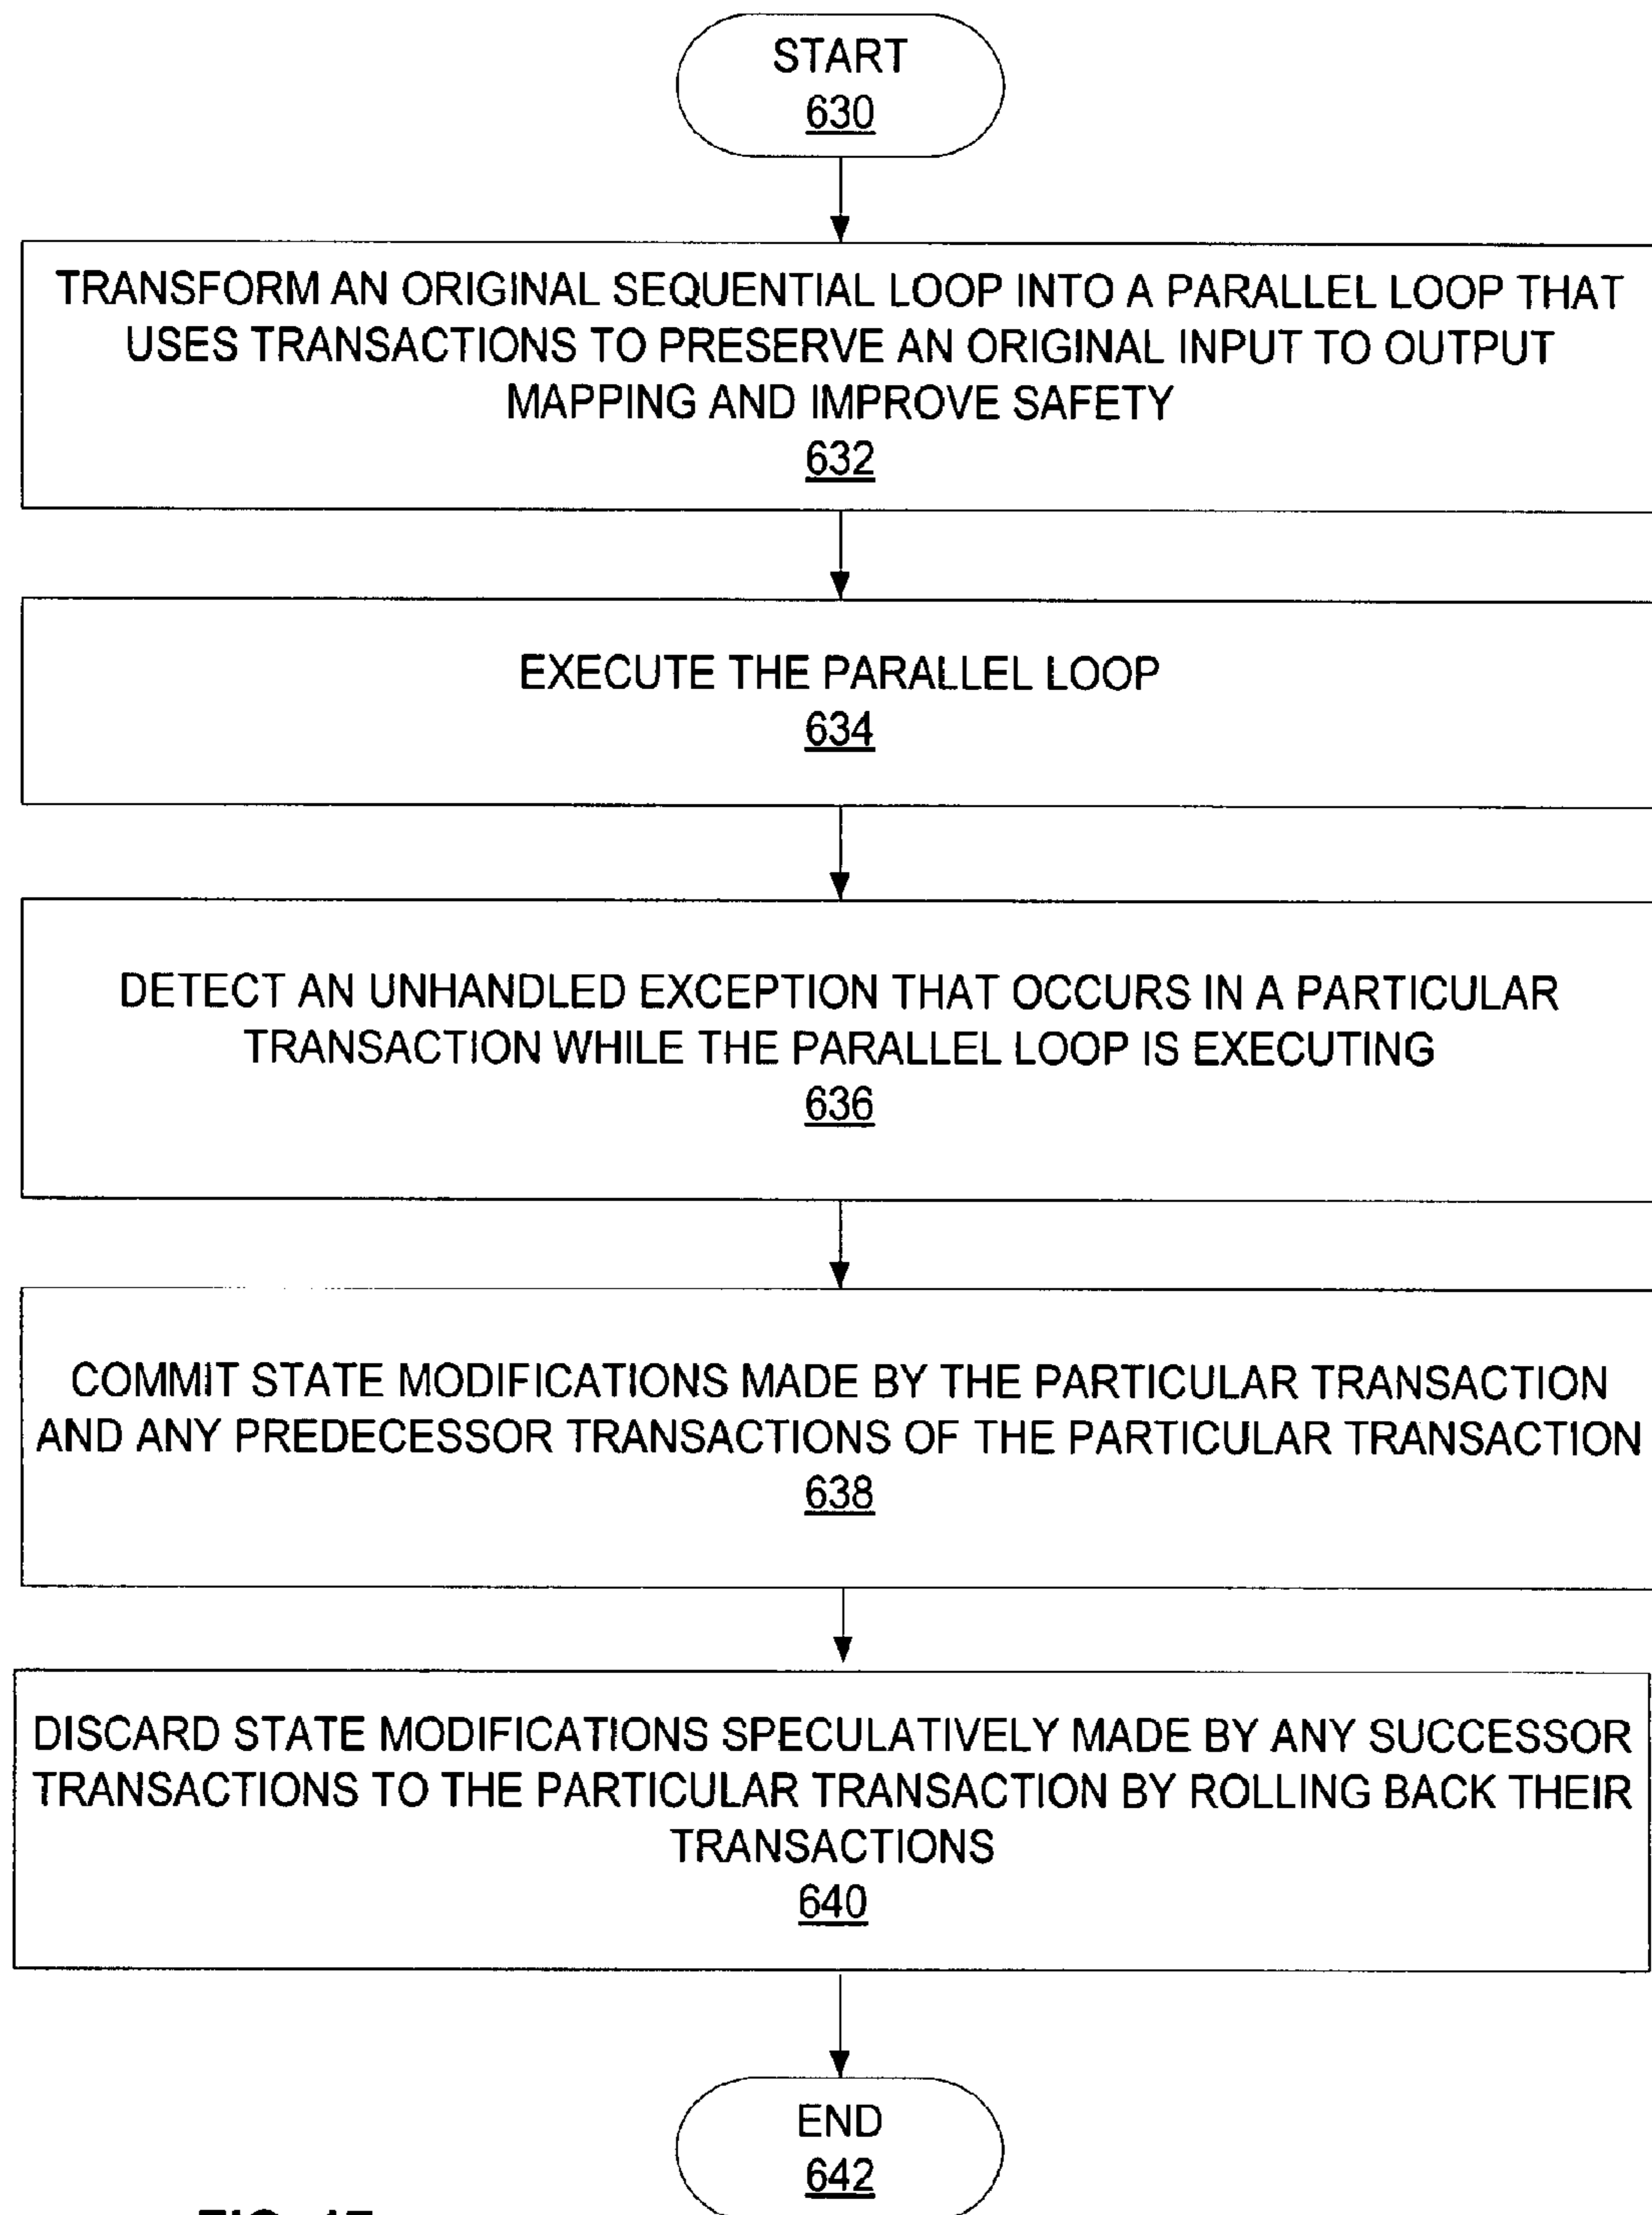 START
630
TRANSFORM AN ORIGINAL SEQUENTIAL LOOP INTO A PARALLEL LOOP THAT
USES TRANSACTIONS TO PRESERVE AN ORIGINAL INPUT TO OUTPUT
MAPPING AND IMPROVE SAFETY
632
EXECUTE THE PARALLEL LOOP
634
DETECT AN UNHANDLED EXCEPTION THAT OCCURS IN A PARTICULAR
TRANSACTION WHILE THE PARALLEL LOOP IS EXECUTING
636
COMMIT STATE MODIFICATIONS MADE BY THE PARTICULAR TRANSACTION
AND ANY PREDECESSOR TRANSACTIONS OF THE PARTICULAR TRANSACTION
638
DISCARD STATE MODIFICATIONS SPECULATIVELY MADE BY ANY SUCCESSOR
TRANSACTIONS TO THE PARTICULAR TRANSACTION BY ROLLING BACK THEIR
TRANSACTIONS
640
END
642